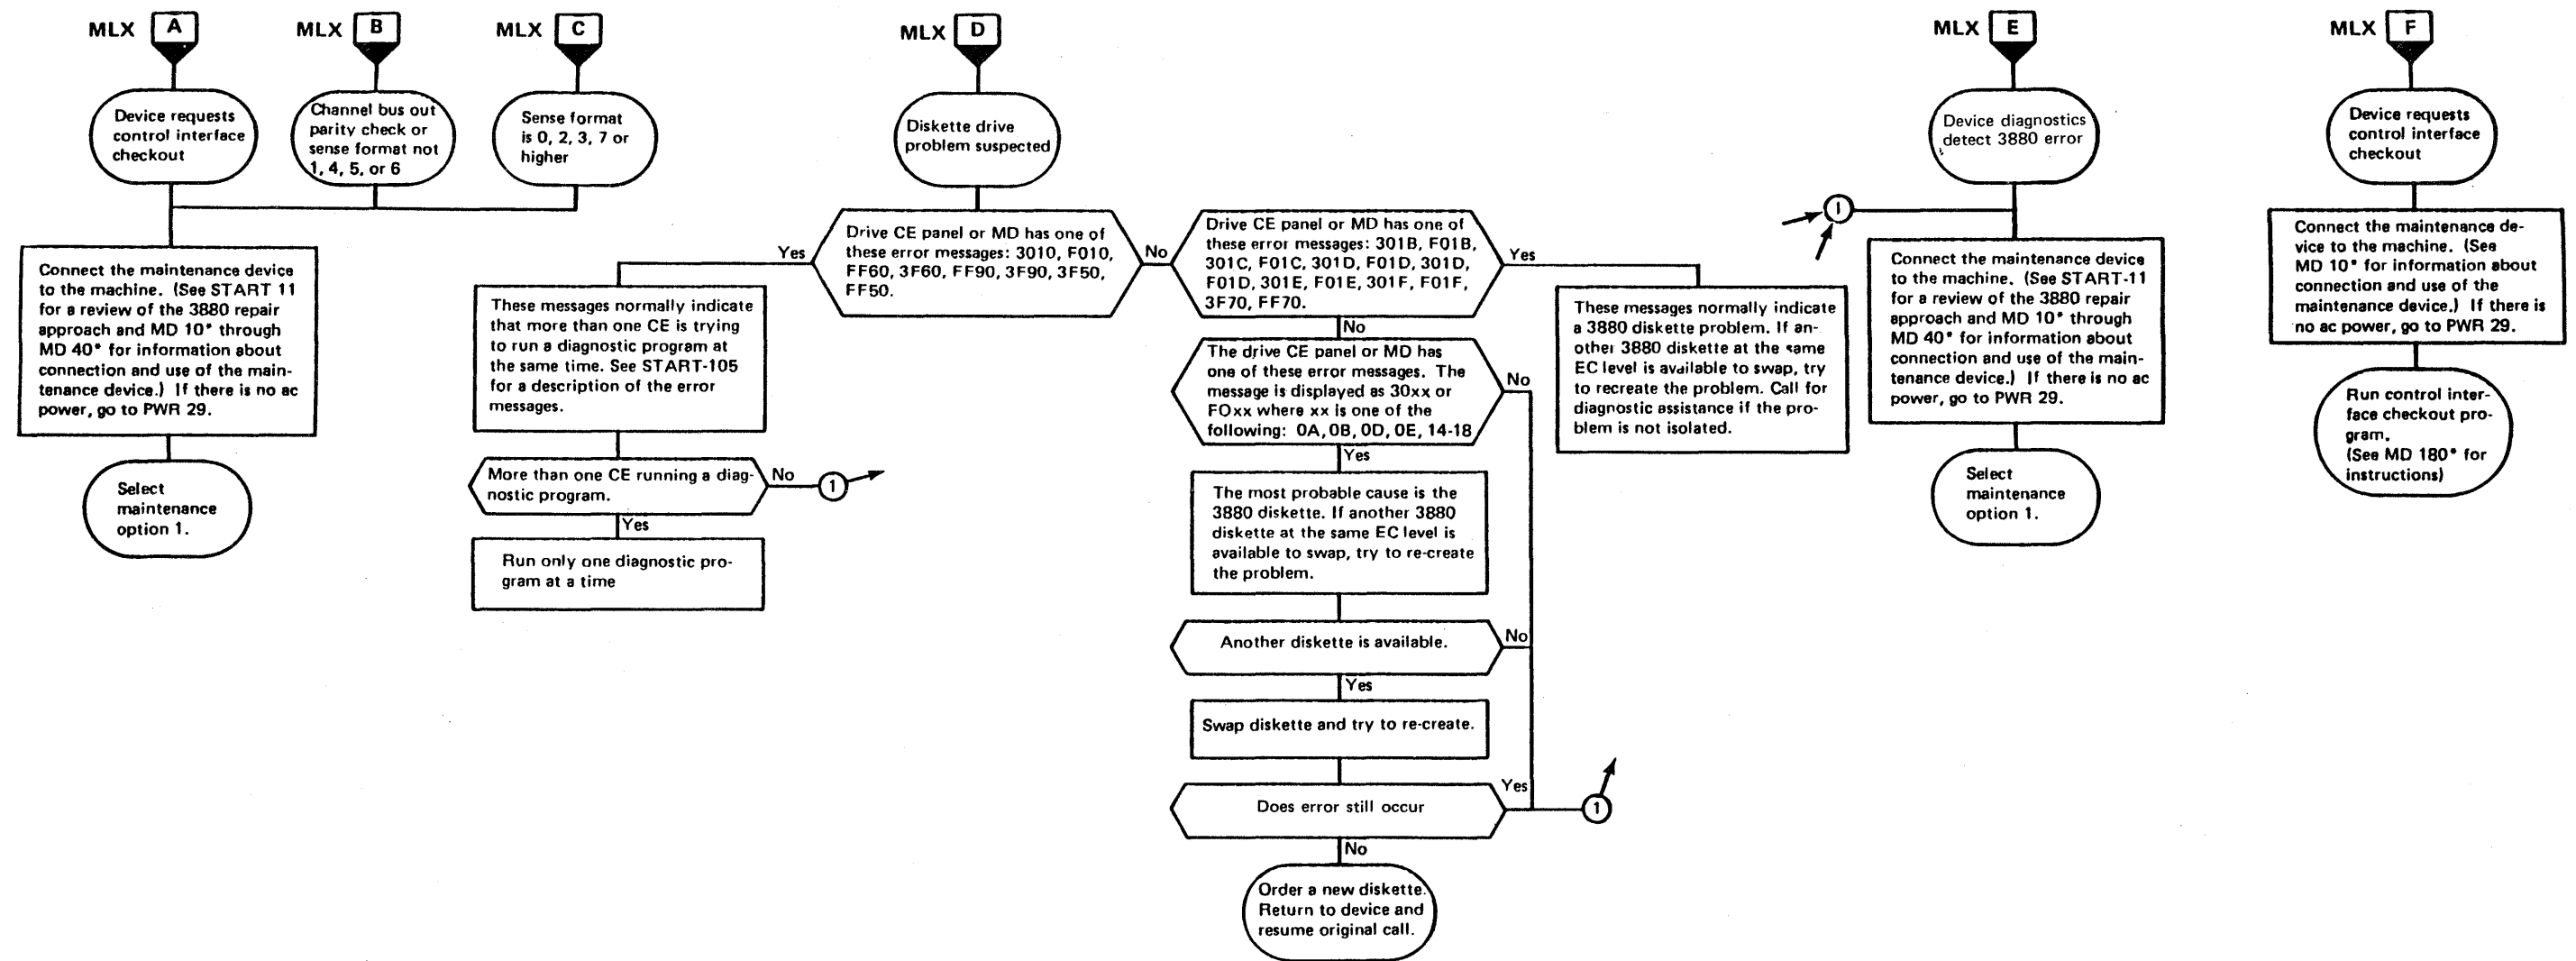 MLX A
Device requests
control interface
checkout
Connect the maintenance device
to the machine. (See START 11
for a review of the 3880 repair
approach and MD 10* through
MD 40* for information about
connection and use of the main-
tenance device.) If there is no ac
power, go to PWR 29.
Select
maintenance
option 1.
MLX B
Channel bus out
parity check or
sense format not
1, 4, 5, or 6
MLX C
Sense format
is 0, 2, 3, 7 or
higher
MLX D
Diskette drive
problem suspected
Drive CE panel or MD has one of
these error messages: 3010, F010,
FF60, 3F60, FF90, 3F90, 3F50,
FF50.
Yes
These messages normally indicate
that more than one CE is trying
to run a diagnostic program at
the same time. See START-105
for a description of the error
messages.
More than one CE running a diag-
nostic program.
No
1
Yes
Run only one diagnostic pro-
gram at a time
No
Drive CE panel or MD has one of
these error messages: 301B, F01B,
301C, F01C, 301D, F01D, 301D,
F01D, 301E, F01E, 301F, F01F,
3F70, FF70.
Yes
These messages normally indicate
a 3880 diskette problem. If an-
other 3880 diskette at the same
EC level is available to swap, try
to recreate the problem. Call for
diagnostic assistance if the pro-
blem is not isolated.
No
The drive CE panel or MD has
one of these error messages. The
message is displayed as 30xx or
FOxx where xx is one of the
following: 0A, 0B, 0D, 0E, 14-18
No
Yes
The most probable cause is the
3880 diskette. If another 3880
diskette at the same EC level is
available to swap, try to re-create
the problem.
Another diskette is available.
No
Yes
Swap diskette and try to re-create.
Does error still occur
Yes
1
No
Order a new diskette.
Return to device and
resume original call.
MLX E
Device diagnostics
detect 3880 error
1
Connect the maintenance device
to the machine. (See START-11
for a review of the 3880 repair
approach and MD 10* through
MD 40* for information about
connection and use of the main-
tenance device.) If there is no ac
power, go to PWR 29.
Select
maintenance
option 1.
MLX F
Device requests
control interface
checkout
Connect the maintenance de-
vice to the machine. (See
MD 10* for information about
connection and use of the
maintenance device.) If there is
no ac power, go to PWR 29.
Run control inter-
face checkout pro-
gram.
(See MD 180* for
instructions)